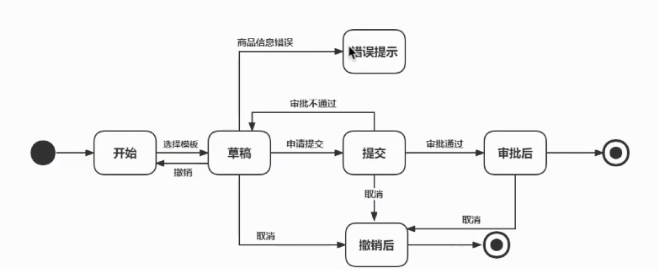 商品信息错误
错误提示
审批不通过
开始
选择模板
撤销
草稿
申请提交
提交
审批通过
审批后
取消
取消
取消
撤销后